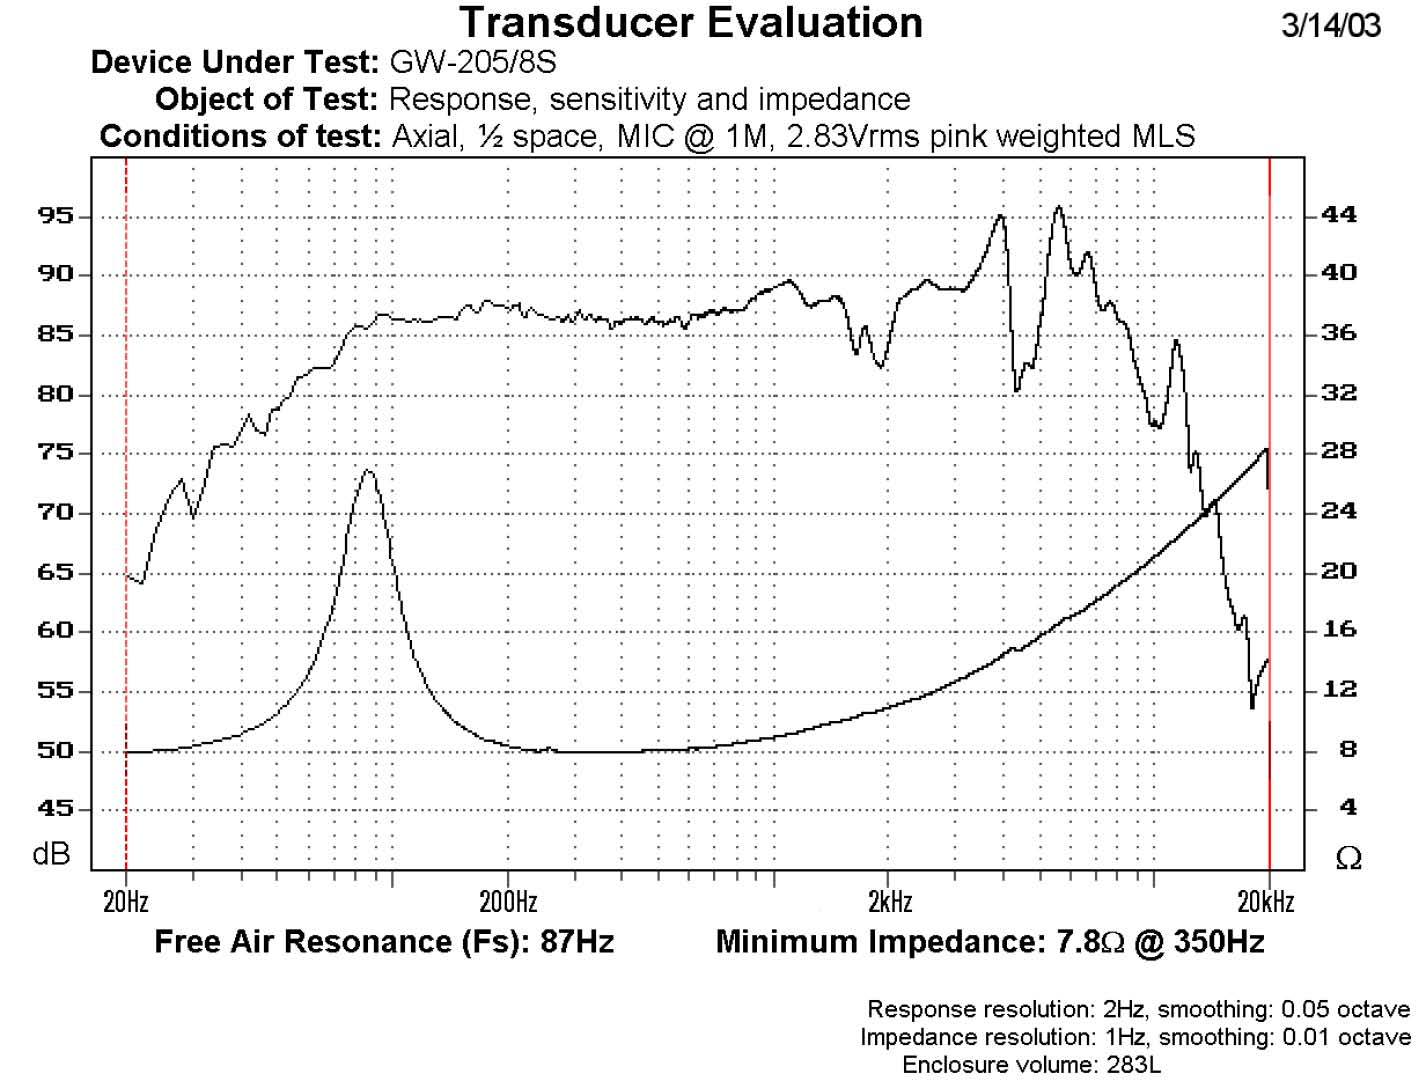 Transducer Evaluation 3/14/03
Device Under Test: GW-205/8S
Object of Test: Response, sensitivity and impedance
Conditions of test: Axial, ½ space, MIC @ 1M, 2.83Vrms pink weighted MLS
95 44
90 40
85 36
80 32
75 28
70 24
65 20
60 16
55 12
50 8
45 4
dB Ω
20Hz 200Hz 2kHz 20kHz
Free Air Resonance (Fs): 87Hz Minimum Impedance: 7.8Ω @ 350Hz
Response resolution: 2Hz, smoothing: 0.05 octave
Impedance resolution: 1Hz, smoothing: 0.01 octave
Enclosure volume: 283L